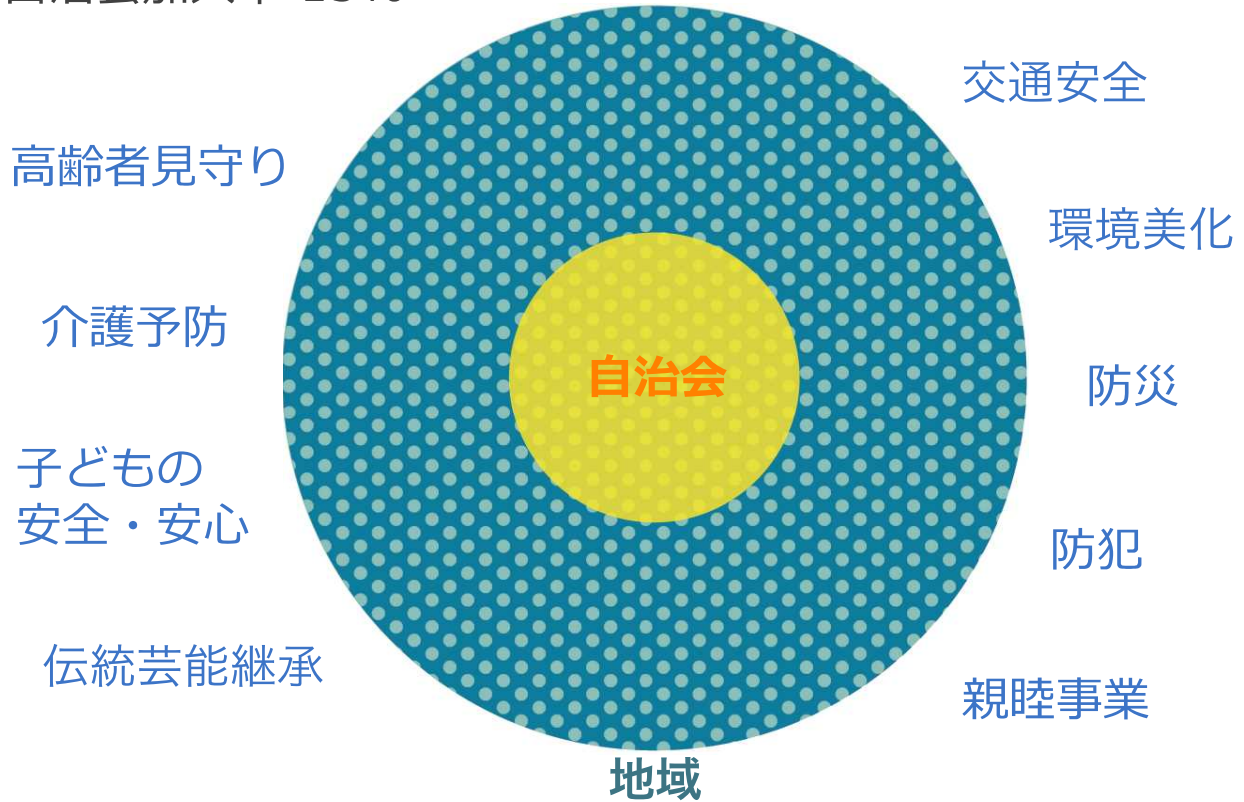 交通安全
高齢者見守り
環境美化
介護予防
自治会
防災
子どもの
安全・安心
防犯
伝統芸能継承
親睦事業
地域